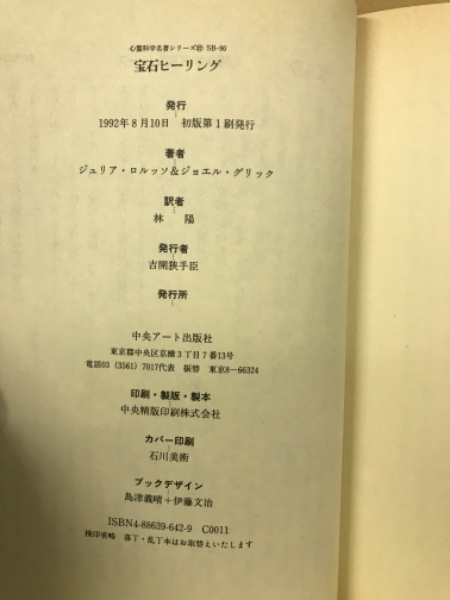 心霊科学名著シリーズ㉒ SB-90
宝石ヒーリング
発行
1992年8月10日 初版第1刷発行
著者
ジュリア・ロルッソ&ジョエル・グリック
訳者
林 陽
発行者
吉開狭手臣
発行所
中央アート出版社
東京都中央区京橋3丁目7番13号
電話03(3561)7017代表 振替 東京8-66324
印刷・製版・製本
中央精版印刷株式会社
カバー印刷
石川美術
ブックデザイン
島津義晴+伊藤文治
ISBN4-88639-642-9 C0011
検印省略 落丁・乱丁本はお取替えいたします